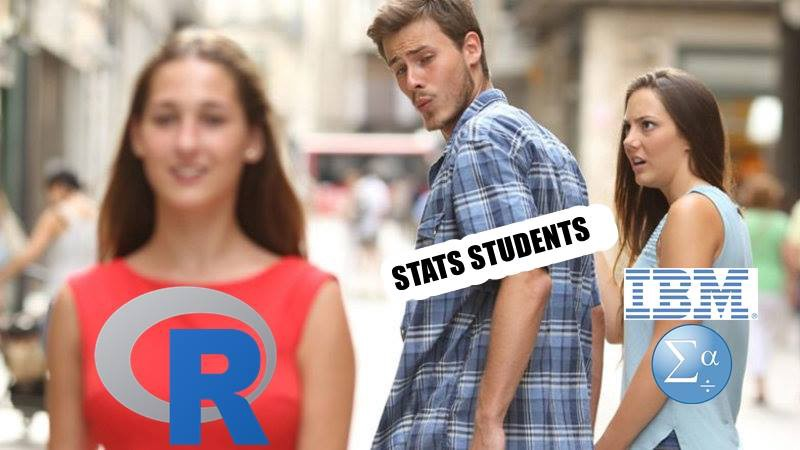 STATS STUDENTS
R
IBM
Σ α ÷